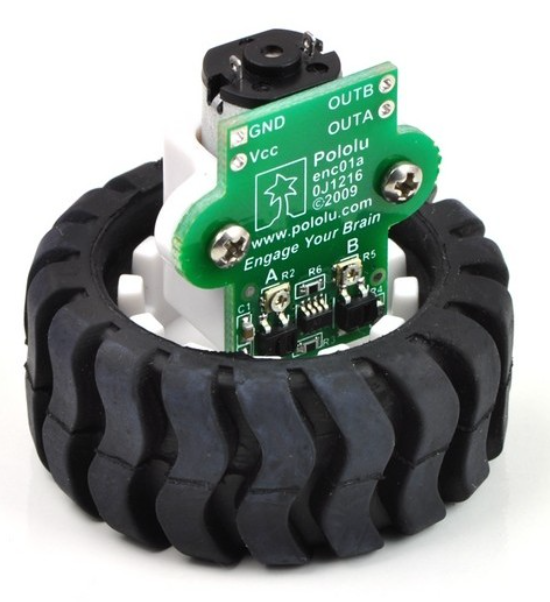 OUTB
GND
OUTA
Vcc
Pololu
enc01a
0J1216
©2009
www.pololu.com
Engage Your Brain
A
B
R2
R6
R5
C1
R4